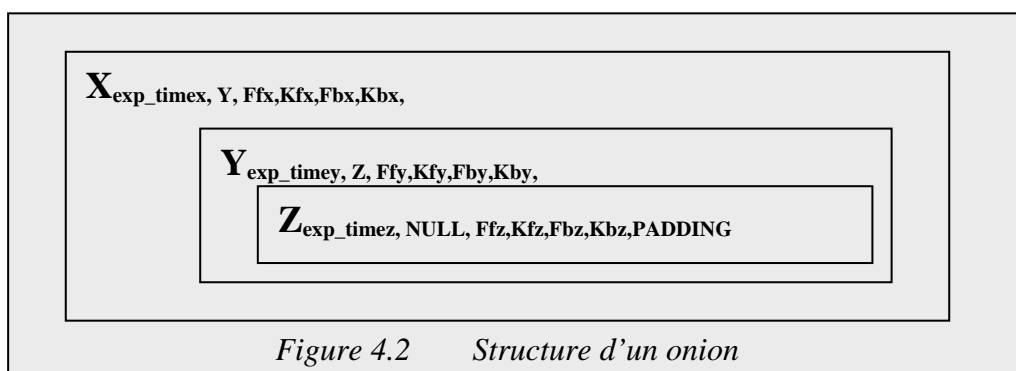 Xexp_timex, Y, Ffx,Kfx,Fbx,Kbx,
Yexp_timey, Z, Ffy,Kfy,Fby,Kby,
Zexp_timez, NULL, Ffz,Kfz,Fbz,Kbz,PADDING
Figure 4.2 Structure d'un onion